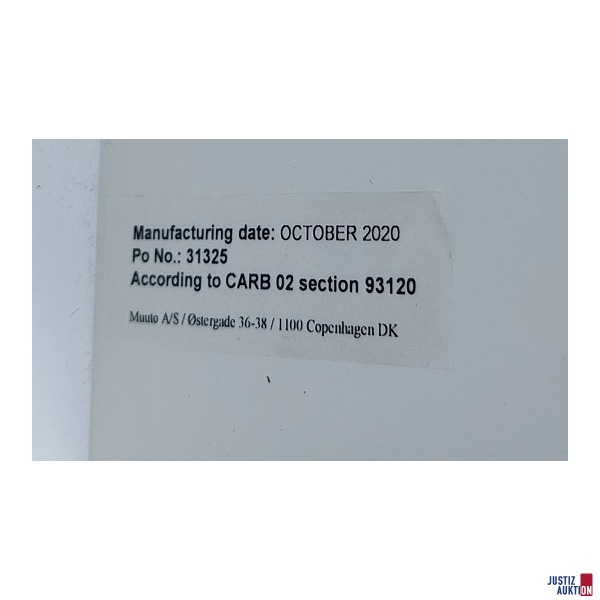 Manufacturing date: OCTOBER 2020
Po No.: 31325
According to CARB 02 section 93120
Muuto A/S / Østergade 36-38 / 1100 Copenhagen DK
JUSTIZ
AUKTION